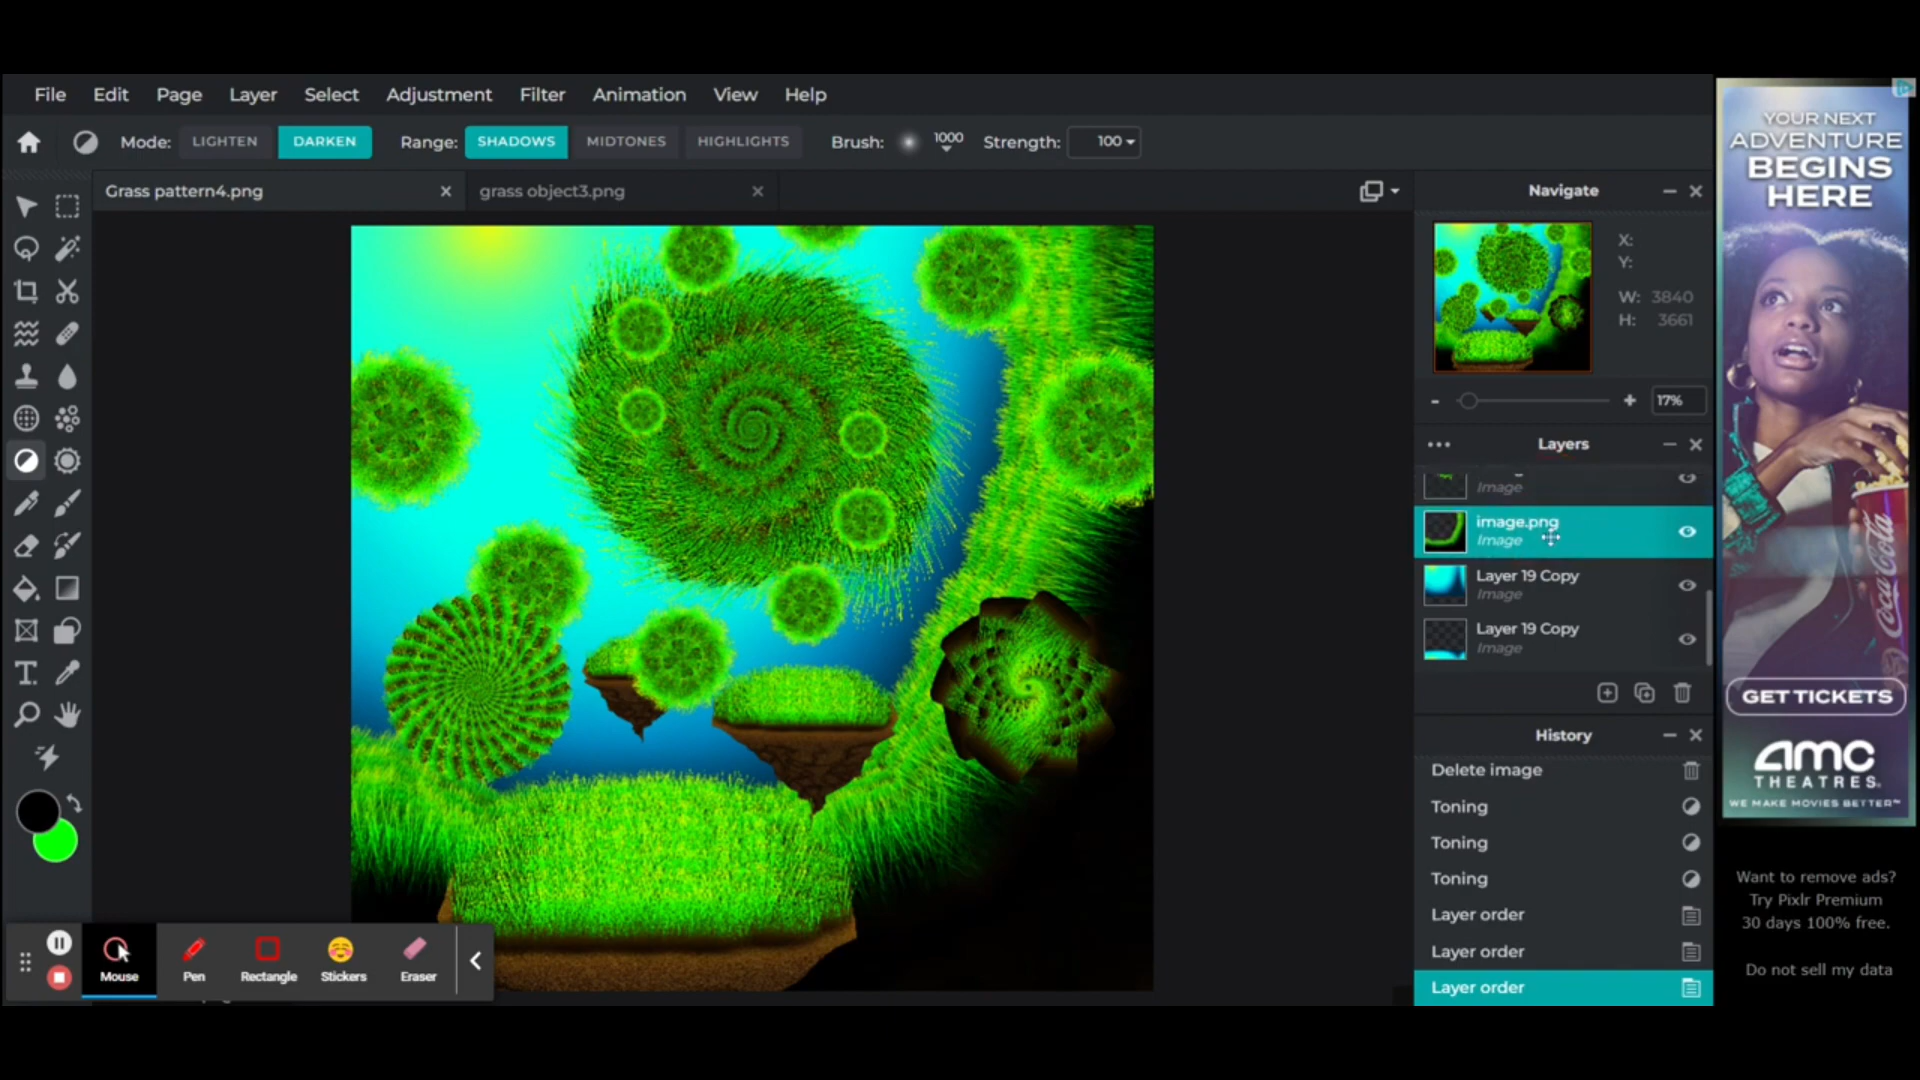 File Edit Page Layer Select Adjustment Filter Animation View Help
Mode: LIGHTEN DARKEN Range: SHADOWS MIDTONES HIGHLIGHTS Brush: 1000 Strength: 100
Grass pattern4.png
grass object3.png
Navigate
X:
Y:
W: 3840
H: 3661
- + 17%
Layers
Image
image.png
Image
Layer 19 Copy
Image
Layer 19 Copy
Image
History
Delete image
Toning
Toning
Toning
Layer order
Layer order
Layer order
T
Mouse Pen Rectangle Stickers Eraser
YOUR NEXT
ADVENTURE
BEGINS
HERE
Coca-Cola
GET TICKETS
amc
THEATRES
WE MAKE MOVIES BETTER™
Want to remove ads?
Try Pixlr Premium
30 days 100% free.
Do not sell my data